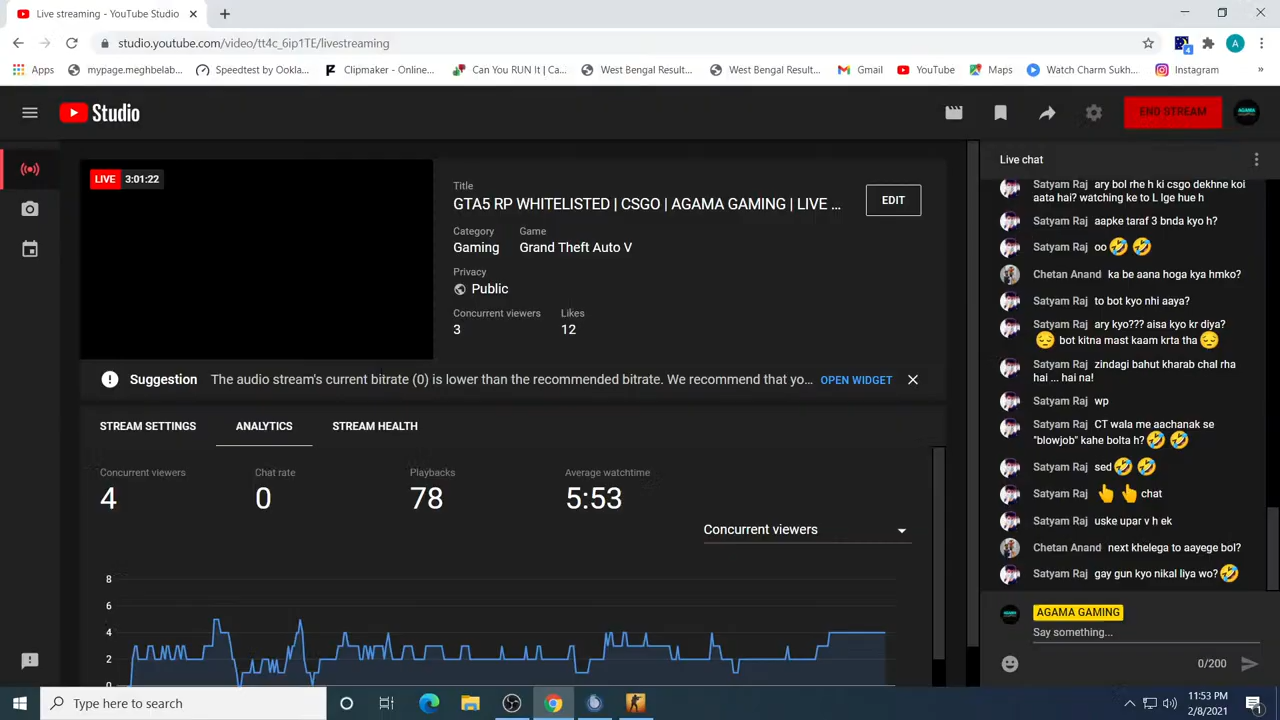 Live streaming - YouTube Studio
studio.youtube.com/video/tt4c_6ip1TE/livestreaming
4
A
Apps
mypage.meghbelab...
Speedtest by Ookla...
Clipmaker - Online...
Can You RUN It | Ca...
West Bengal Result...
West Bengal Result...
Gmail
YouTube
Maps
Watch Charm Sukh...
Instagram
»
Studio
END STREAM
AGAMA
LIVE 3:01:22
Title
GTA5 RP WHITELISTED | CSGO | AGAMA GAMING | LIVE ...
EDIT
Category Game
Gaming Grand Theft Auto V
Privacy
Public
Concurrent viewers Likes
3 12
Suggestion The audio stream's current bitrate (0) is lower than the recommended bitrate. We recommend that yo... OPEN WIDGET
STREAM SETTINGS ANALYTICS STREAM HEALTH
Concurrent viewers Chat rate Playbacks Average watchtime
4 0 78 5:53
Concurrent viewers
8
6
4
2
0
Live chat
Satyam Raj ary bol rhe h ki csgo dekhne koi
aata hai? watching ke to L lge hue h
Satyam Raj aapke taraf 3 bnda kyo h?
Satyam Raj oo🤣 🤣
Chetan Anand ka be aana hoga kya hmko?
Satyam Raj to bot kyo nhi aaya?
Satyam Raj ary kyo??? aisa kyo kr diya?
😔 bot kitna mast kaam krta tha😔
Satyam Raj zindagi bahut kharab chal rha
hai ... hai na!
Satyam Raj wp
Satyam Raj CT wala me aachanak se
"blowjob" kahe bolta h?🤣 🤣
Satyam Raj sed🤣 🤣
Satyam Raj 👆 👆 chat
Satyam Raj uske upar v h ek
Chetan Anand next khelega to aayege bol?
Satyam Raj gay gun kyo nikal liya wo?🤣
AGAMA GAMING
Say something...
0/200
Type here to search
11:53 PM
2/8/2021
1